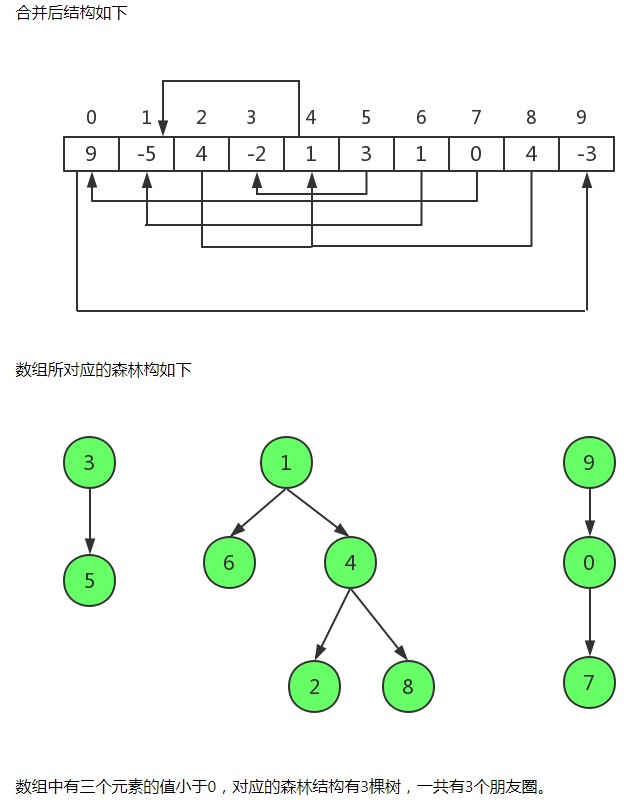 合并后结构如下
0 1 2 3 4 5 6 7 8 9
9 -5 4 -2 1 3 1 0 4 -3
数组所对应的森林构如下
3 1 9
6 4 0
5
2 8 7
数组中有三个元素的值小于0，对应的森林结构有3棵树，一共有3个朋友圈。